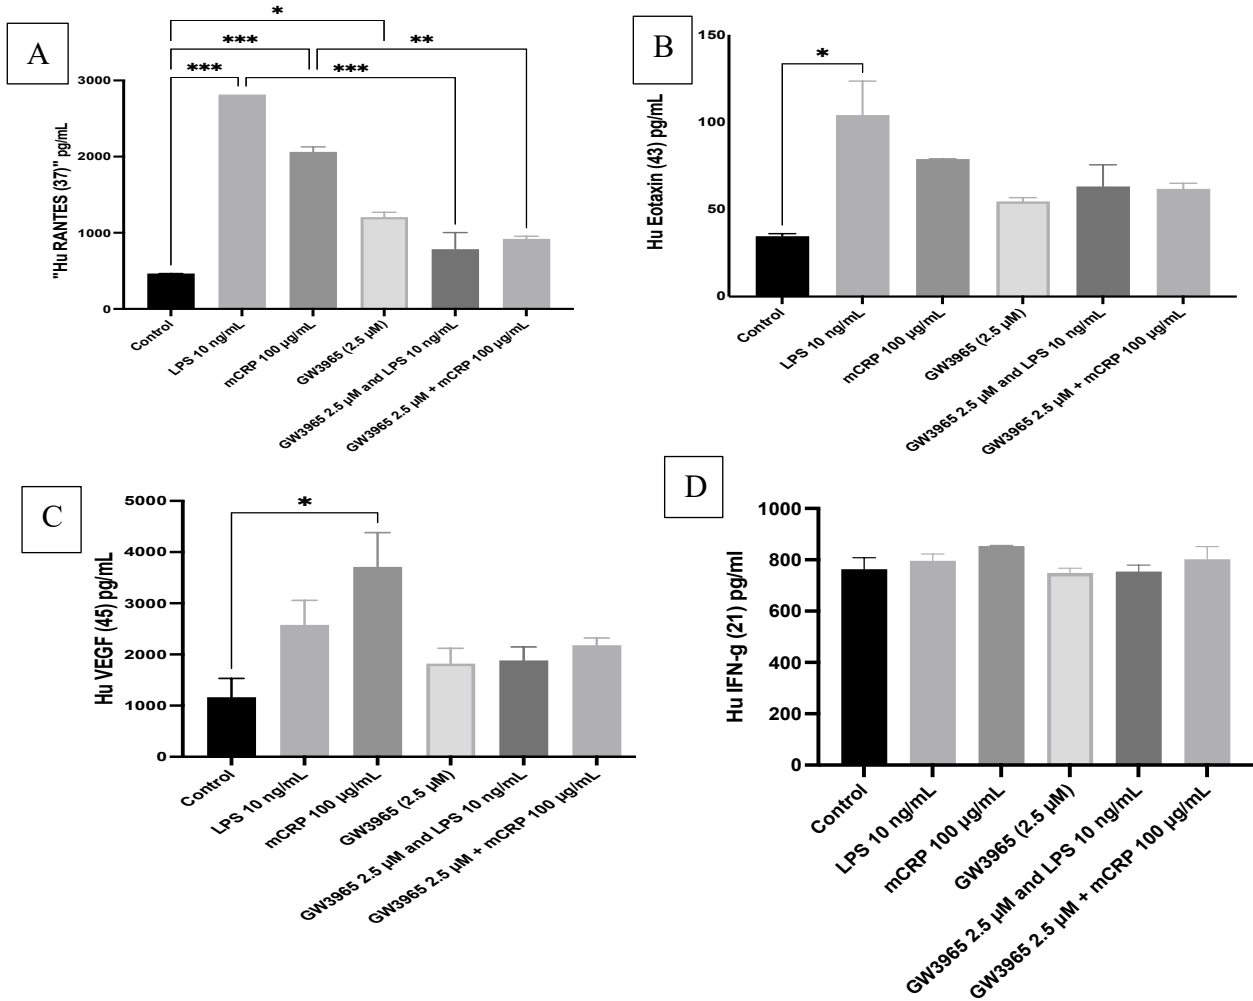 A
*
***
**
***
***
3000
2000
1000
0
"Hu RANTES (37)" pg/mL
Control
LPS 10 ng/mL
mCRP 100 µg/mL
GW3965 (2.5 µM)
GW3965 2.5 µM and LPS 10 ng/mL
GW3965 2.5 µM + mCRP 100 µg/mL
B
*
150
100
50
0
Hu Eotaxin (43) pg/mL
Control
LPS 10 ng/mL
mCRP 100 µg/mL
GW3965 (2.5 µM)
GW3965 2.5 µM and LPS 10 ng/mL
GW3965 2.5 µM + mCRP 100 µg/mL
C
*
5000
4000
3000
2000
1000
0
Hu VEGF (45) pg/mL
Control
LPS 10 ng/mL
mCRP 100 µg/mL
GW3965 (2.5 µM)
GW3965 2.5 µM and LPS 10 ng/mL
GW3965 2.5 µM + mCRP 100 µg/mL
D
1000
800
600
400
200
0
Hu IFN-g (21) pg/ml
Control
LPS 10 ng/mL
mCRP 100 µg/mL
GW3965 (2.5 µM)
GW3965 2.5 µM and LPS 10 ng/mL
GW3965 2.5 µM + mCRP 100 µg/mL